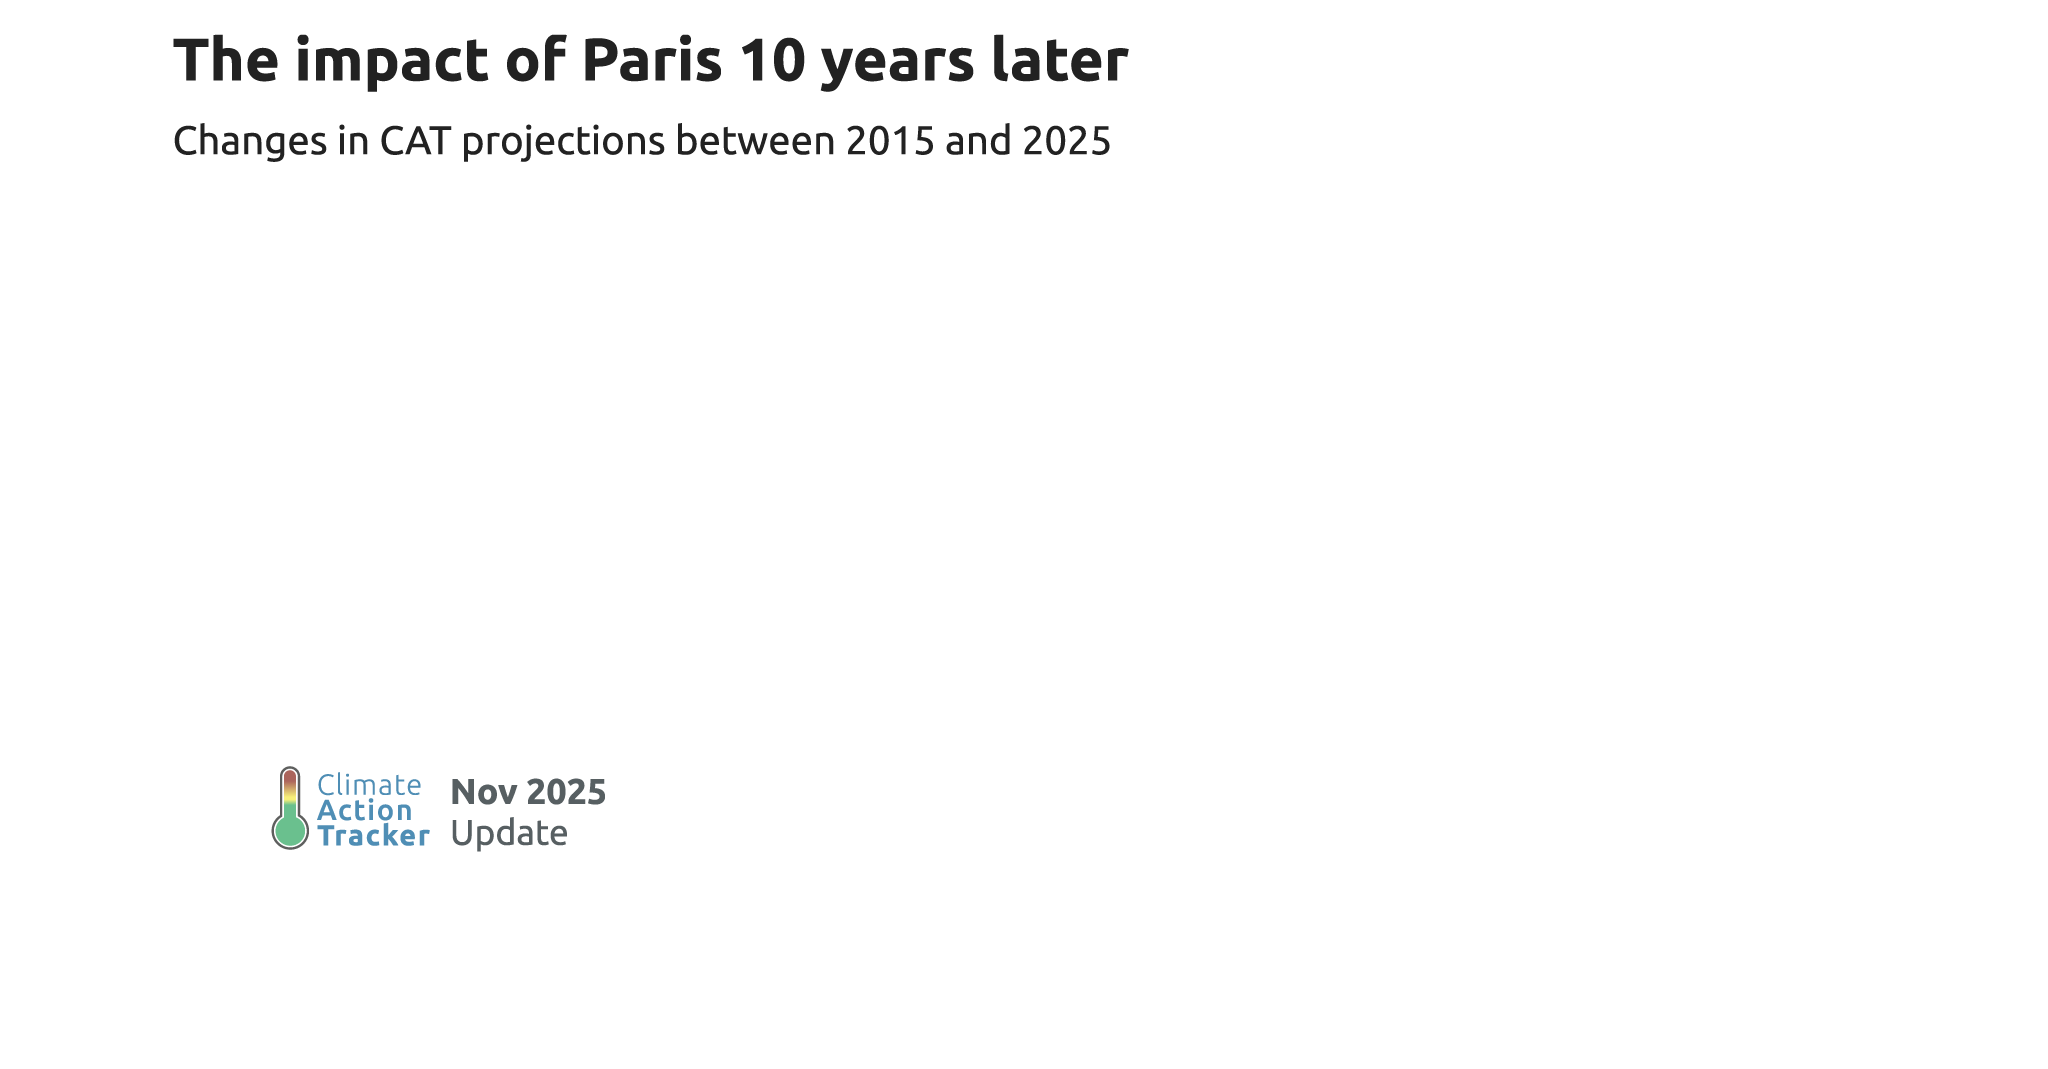 The impact of Paris 10 years later
Changes in CAT projections between 2015 and 2025
Climate
Action
Tracker
Nov 2025
Update